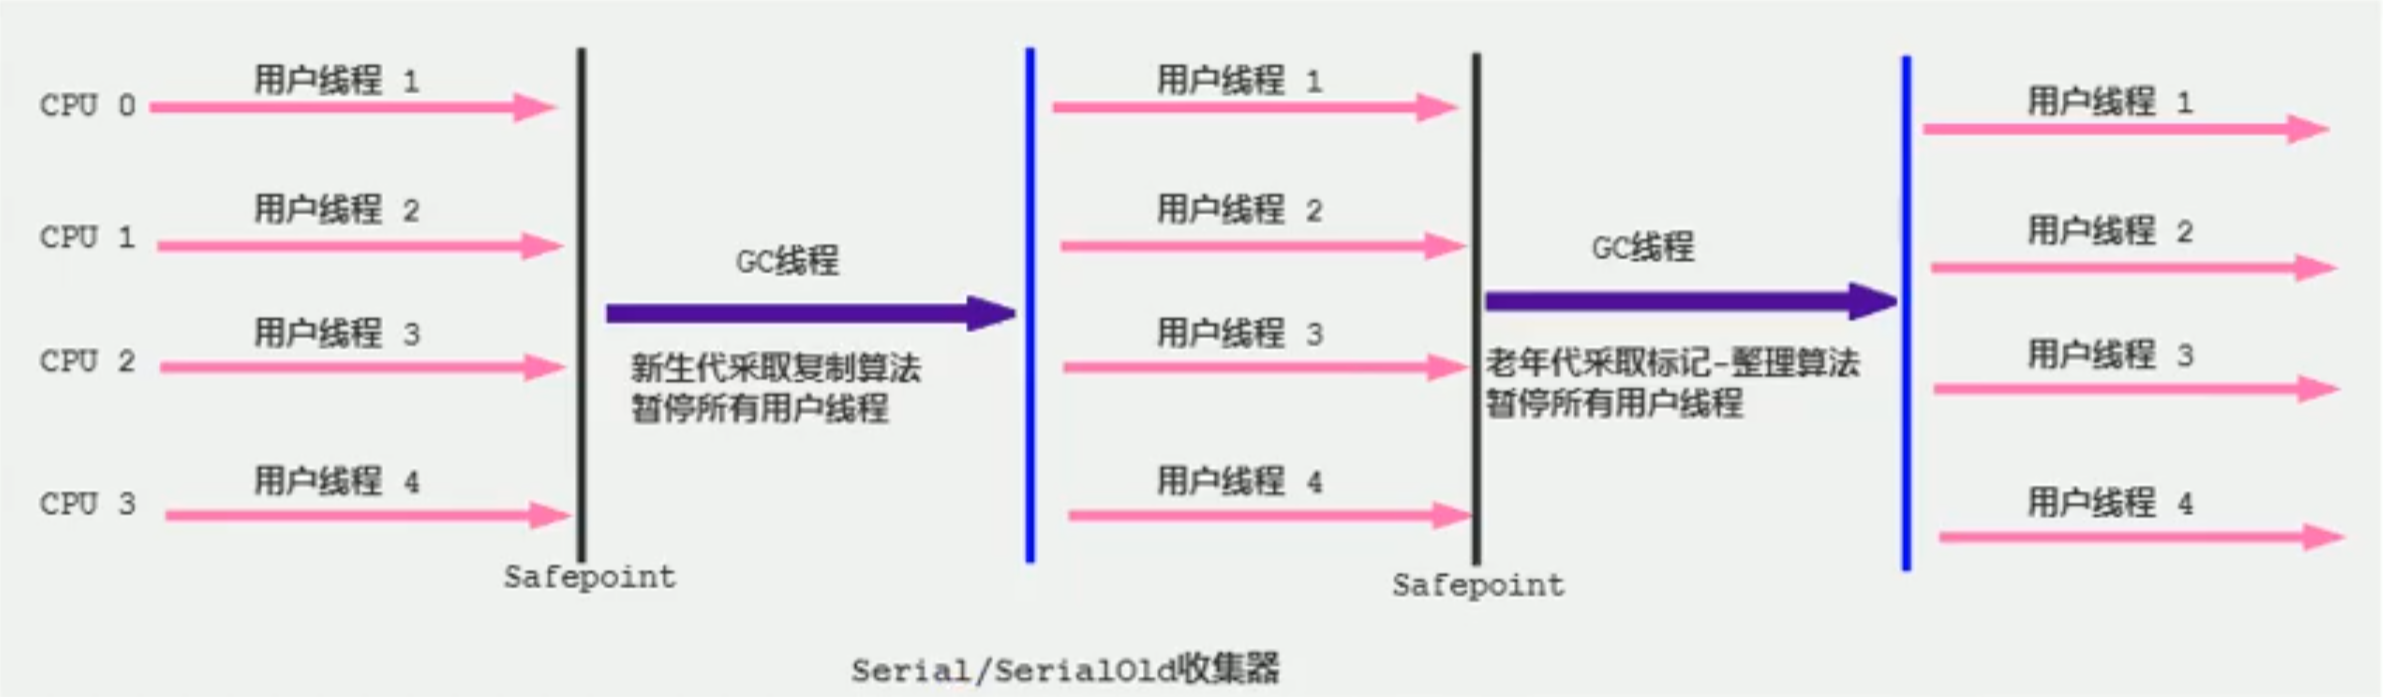 CPU 0
用户线程 1
用户线程 1
用户线程 1
CPU 1
用户线程 2
用户线程 2
用户线程 2
GC线程
GC线程
CPU 2
用户线程 3
用户线程 3
用户线程 3
新生代采取复制算法
暂停所有用户线程
老年代采取标记-整理算法
暂停所有用户线程
CPU 3
用户线程 4
用户线程 4
用户线程 4
Safepoint
Safepoint
Serial/SerialOld收集器